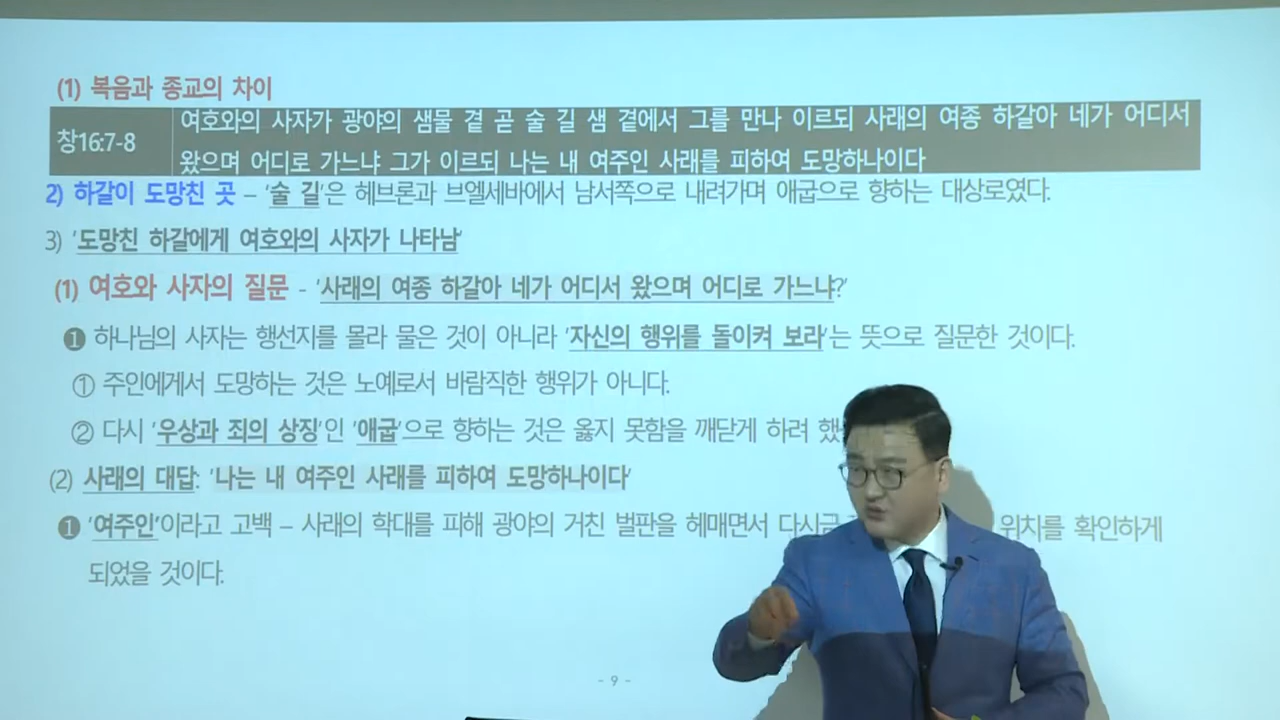 (1) 복음과 종교의 차이
창16:7-8
여호와의 사자가 광야의 샘물 곁 곧 술 길 샘 곁에서 그를 만나 이르되 사래의 여종 하갈아 네가 어디서
왔으며 어디로 가느냐 그가 이르되 나는 내 여주인 사래를 피하여 도망하나이다
2) 하갈이 도망친 곳 – '술 길'은 헤브론과 브엘세바에서 남서쪽으로 내려가며 애굽으로 향하는 대상로였다.
3) '도망친 하갈에게 여호와의 사자가 나타남'
(1) 여호와 사자의 질문 - '사래의 여종 하갈아 네가 어디서 왔으며 어디로 가느냐?'
❶ 하나님의 사자는 행선지를 몰라 물은 것이 아니라 '자신의 행위를 돌이켜 보라'는 뜻으로 질문한 것이다.
① 주인에게서 도망하는 것은 노예로서 바람직한 행위가 아니다.
② 다시 '우상과 죄의 상징'인 '애굽'으로 향하는 것은 옳지 못함을 깨닫게 하려 했
(2) 사래의 대답: '나는 내 여주인 사래를 피하여 도망하나이다'
❶ '여주인'이라고 고백 – 사래의 학대를 피해 광야의 거친 벌판을 헤매면서 다시금 위치를 확인하게
되었을 것이다.
- 9 -